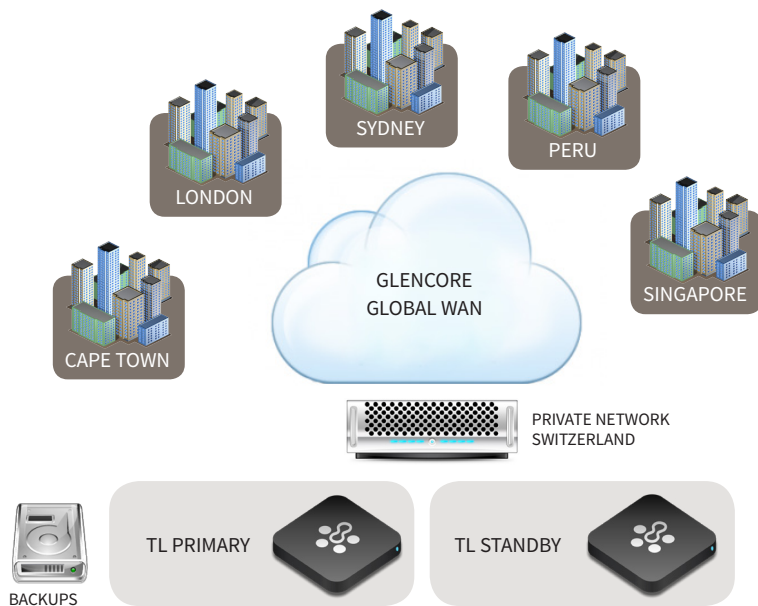 SYDNEY
PERU
LONDON
SINGAPORE
CAPE TOWN
GLENCORE
GLOBAL WAN
PRIVATE NETWORK
SWITZERLAND
TL PRIMARY
TL STANDBY
BACKUPS